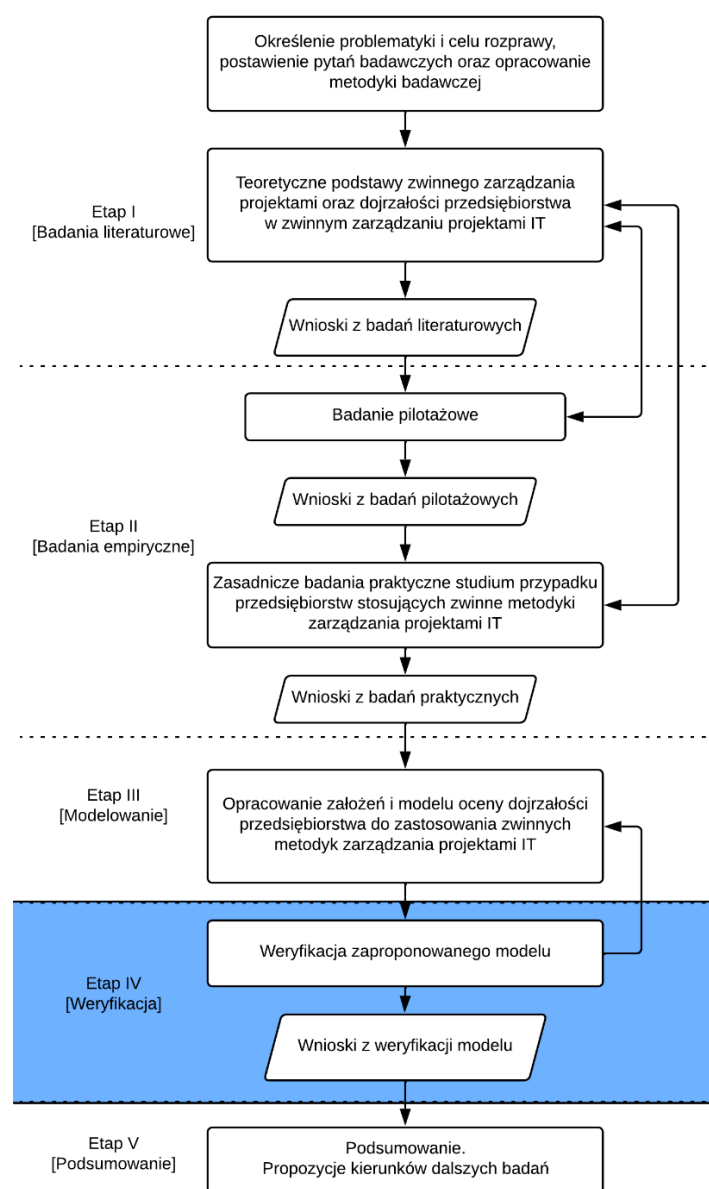 Określenie problematyki i celu rozprawy,
postawienie pytań badawczych oraz opracowanie
metodyki badawczej
Etap I
[Badania literaturowe]
Teoretyczne podstawy zwinnego zarządzania
projektami oraz dojrzałości przedsiębiorstwa
w zwinnym zarządzaniu projektami IT
Wnioski z badań literaturowych
Badanie pilotażowe
Wnioski z badań pilotażowych
Etap II
[Badania empiryczne]
Zasadnicze badania praktyczne studium przypadku
przedsiębiorstw stosujących zwinne metodyki
zarządzania projektami IT
Wnioski z badań praktycznych
Etap III
[Modelowanie]
Opracowanie założeń i modelu oceny dojrzałości
przedsiębiorstwa do zastosowania zwinnych
metodyk zarządzania projektami IT
Weryfikacja zaproponowanego modelu
Etap IV
[Weryfikacja]
Wnioski z weryfikacji modelu
Etap V
[Podsumowanie]
Podsumowanie.
Propozycje kierunków dalszych badań